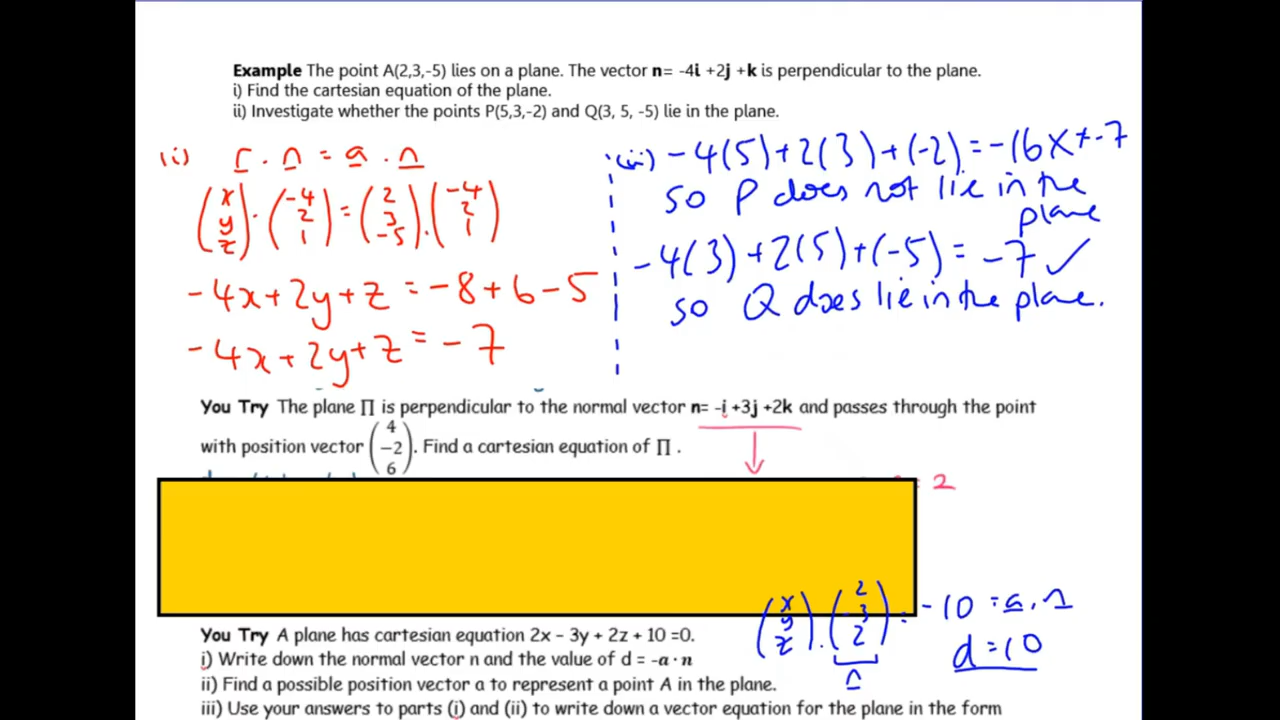 Example The point A(2,3,-5) lies on a plane. The vector n= -4i +2j +k is perpendicular to the plane.
i) Find the cartesian equation of the plane.
ii) Investigate whether the points P(5,3,-2) and Q(3, 5, -5) lie in the plane.
(i) r . n = a . n
(x y z) . (-4 2 1) = (2 3 -5) . (-4 2 1)
-4x + 2y + z = -8 + 6 - 5
-4x + 2y + z = -7
(ii) -4(5) + 2(3) + (-2) = -16 X ≠ -7
so P does not lie in the
plane
-4(3) + 2(5) + (-5) = -7 ✓
so Q does lie in the plane.
You Try The plane ∏ is perpendicular to the normal vector n= -i +3j +2k and passes through the point
with position vector (4 −2 6). Find a cartesian equation of ∏ .
2
(x y z) . (2 -3 2) = -10 = a . n
n
d = 10
You Try A plane has cartesian equation 2x - 3y + 2z + 10 =0.
i) Write down the normal vector n and the value of d = -a · n
ii) Find a possible position vector a to represent a point A in the plane.
iii) Use your answers to parts (i) and (ii) to write down a vector equation for the plane in the form